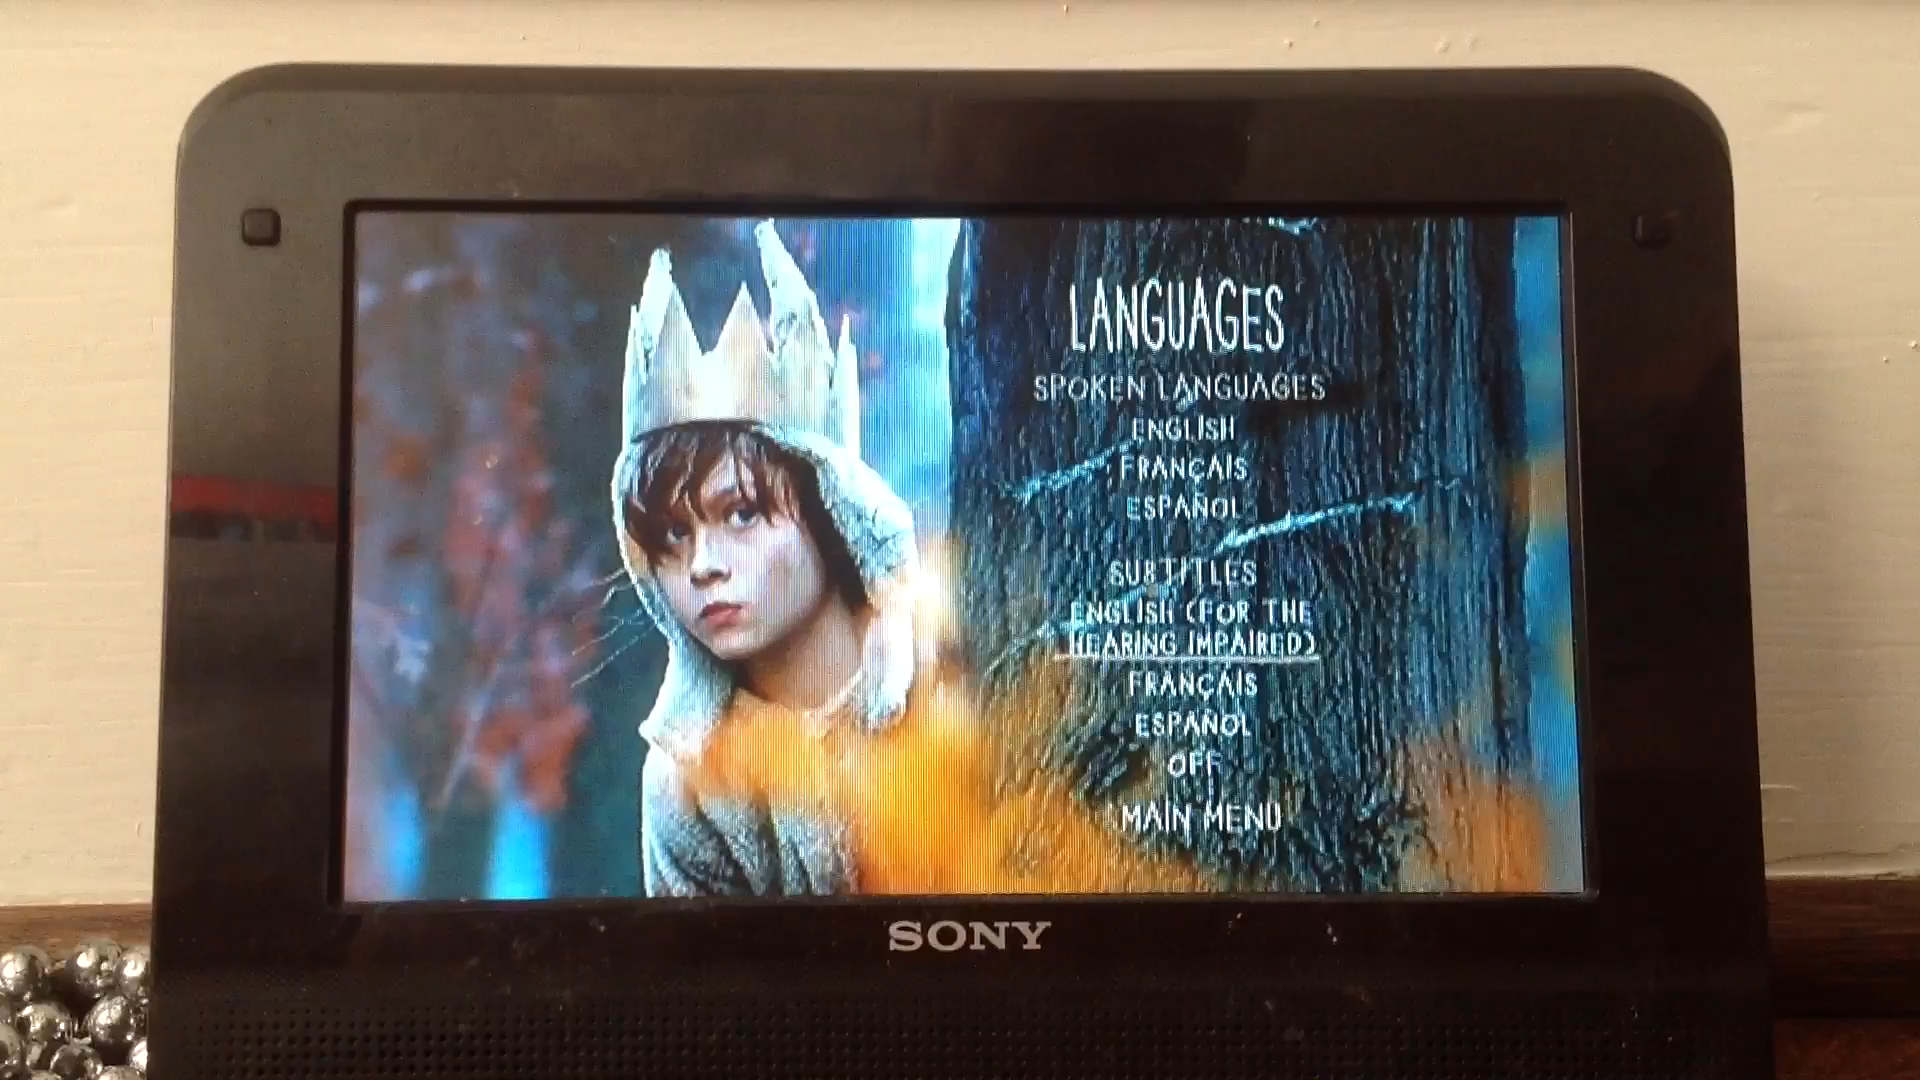 LANGUAGES
SPOKEN LANGUAGES
ENGLISH
FRANÇAIS
ESPAÑOL
SUBTITLES
ENGLISH (FOR THE
HEARING IMPAIRED)
FRANÇAIS
ESPAÑOL
OFF
MAIN MENU
SONY